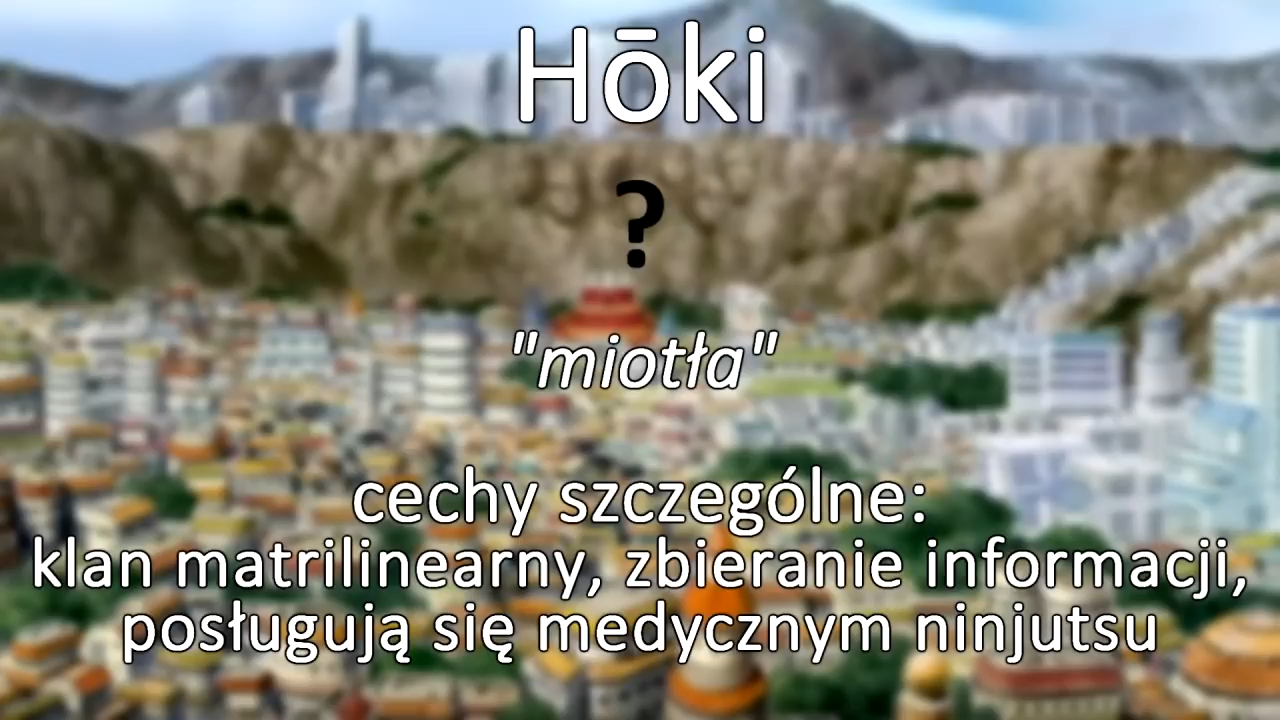 Hōki
?
"miotła"
cechy szczególne:
klan matrilinearny, zbieranie informacji,
posługują się medycznym ninjutsu